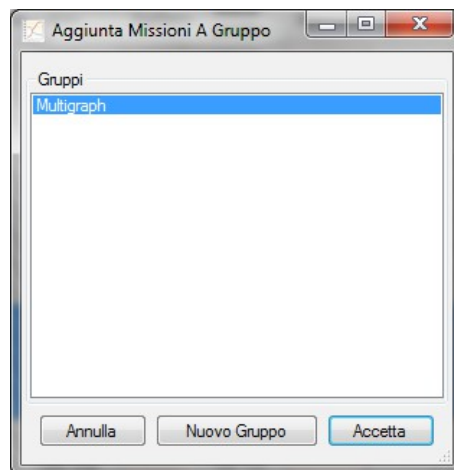 Aggiunta Missioni A Gruppo
Gruppi
Multigraph
Annulla Nuovo Gruppo Accetta